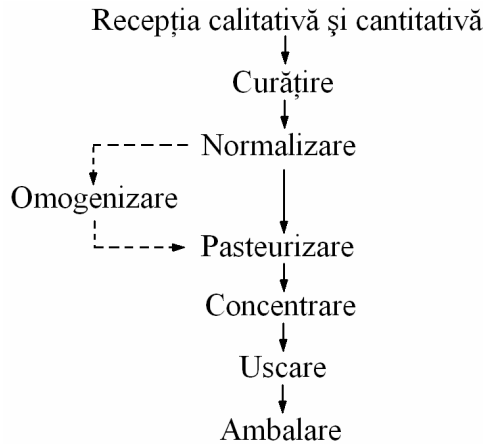 Recepția calitativă şi cantitativă
Curățire
Normalizare
Omogenizare
Pasteurizare
Concentrare
Uscare
Ambalare